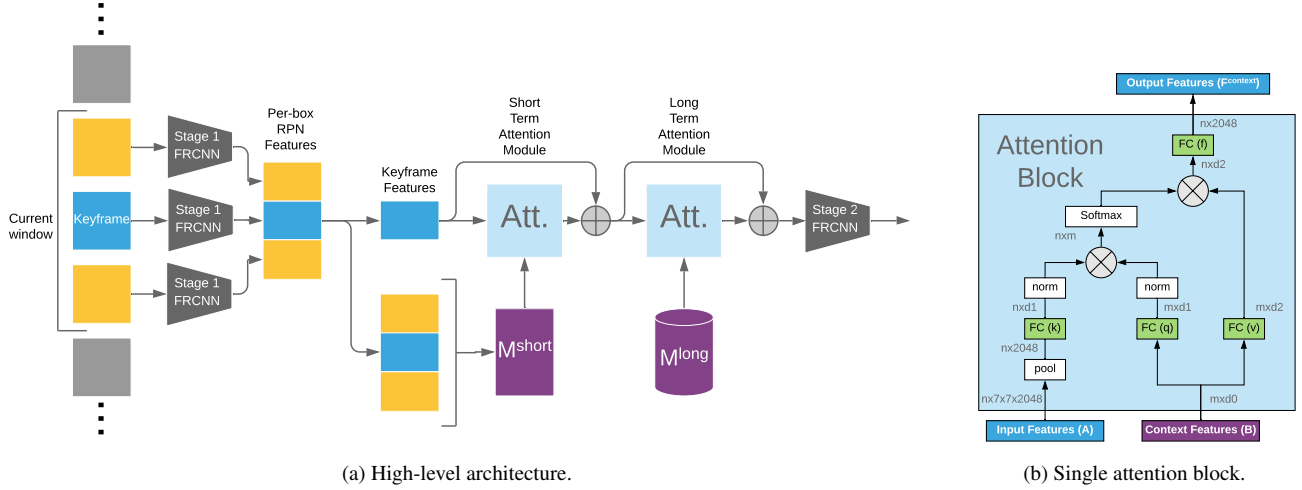 Current
window
Keyframe
Stage 1
FRCNN
Stage 1
FRCNN
Stage 1
FRCNN
Per-box
RPN
Features
Keyframe
Features
Short
Term
Attention
Module
Att.
Mshort
Long
Term
Attention
Module
Att.
Mlong
Stage 2
FRCNN
(a) High-level architecture.
Output Features (Fcontext)
nx2048
Attention
Block
FC (f)
nxd2
Softmax
nxm
norm
norm
nxd1
mxd1
mxd2
FC (k)
FC (q)
FC (v)
nx2048
pool
nx7x7x2048
mxd0
Input Features (A)
Context Features (B)
(b) Single attention block.